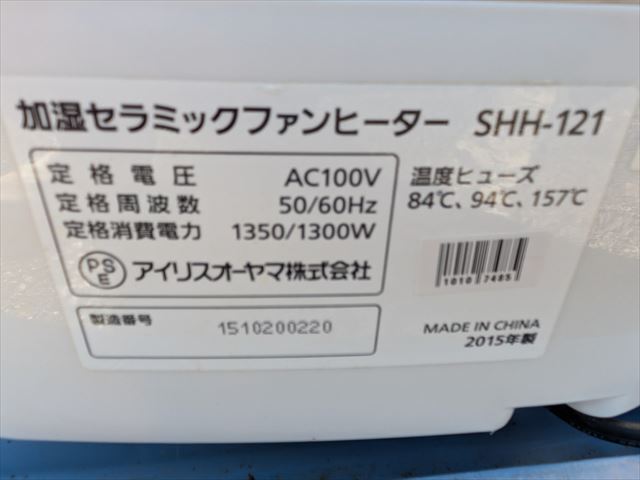 加湿セラミックファンヒーター SHH-121
定格電圧 AC100V
定格周波数 50/60Hz
定格消費電力 1350/1300W
PSE アイリスオーヤマ株式会社
温度ヒューズ
84℃、94℃、157℃
1010 7485
製造番号 1510200220
MADE IN CHINA
2015年製